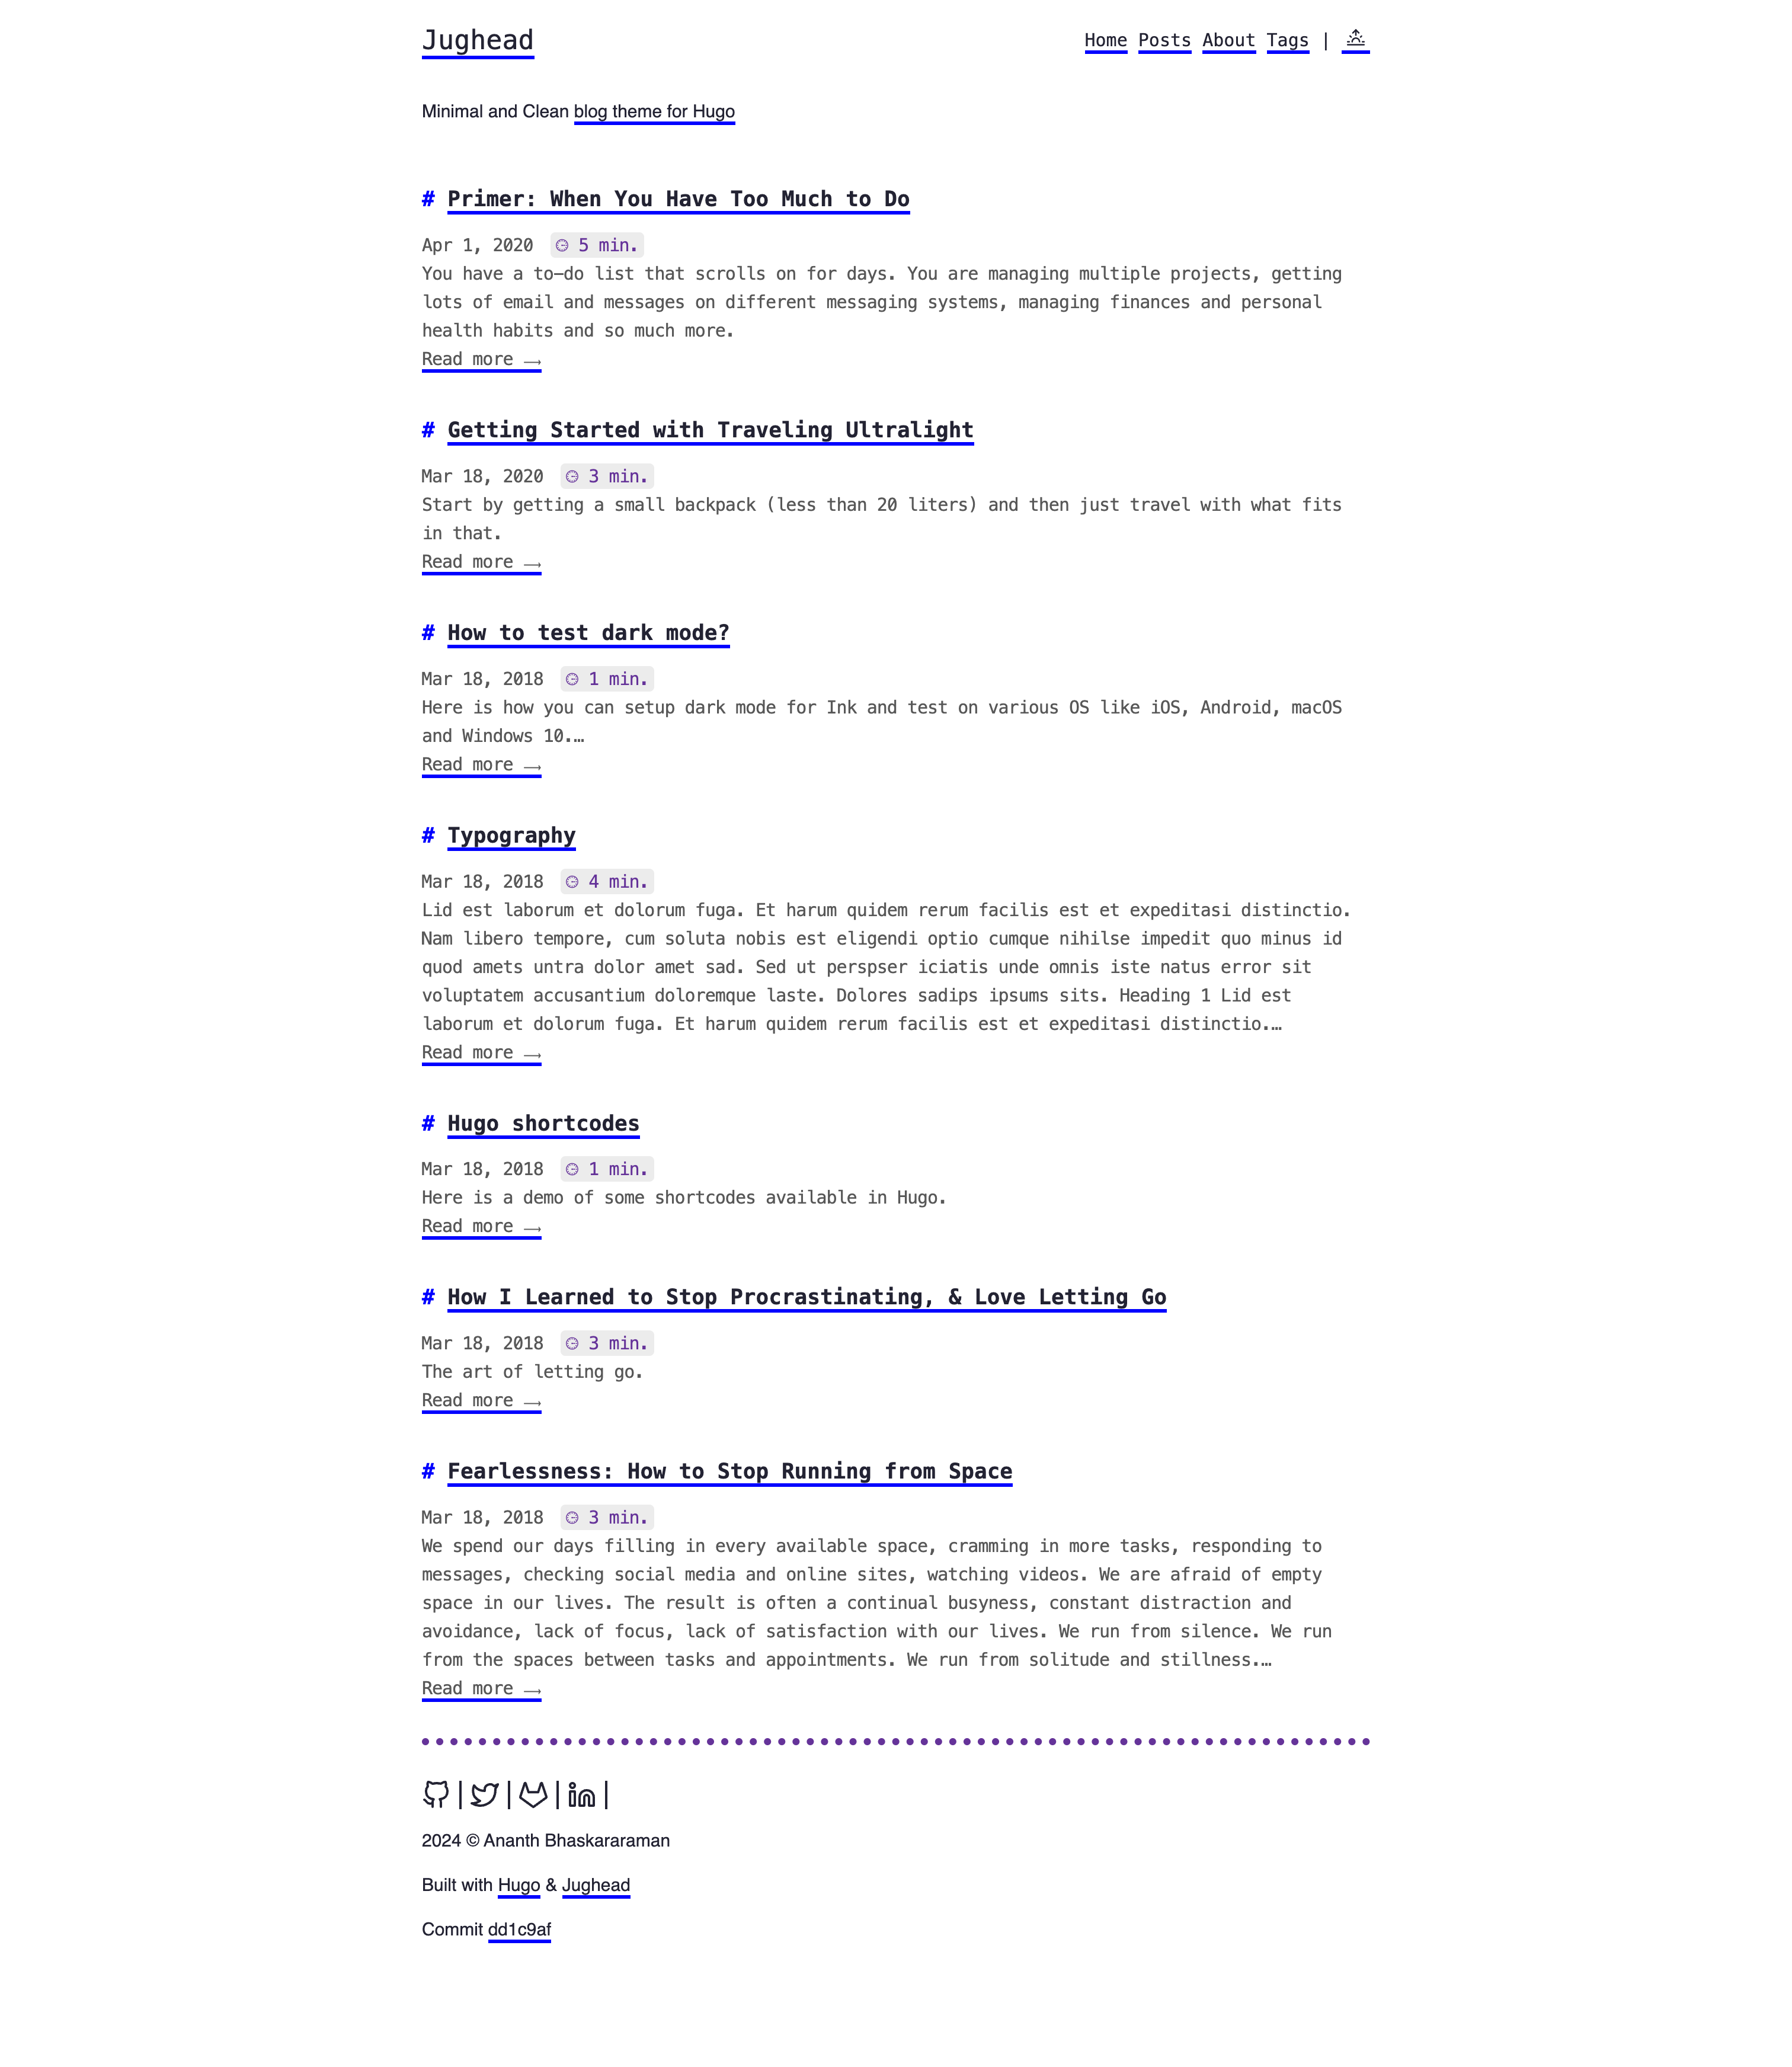 Jughead
Home Posts About Tags |
Minimal and Clean blog theme for Hugo
# Primer: When You Have Too Much to Do
Apr 1, 2020 5 min.
You have a to-do list that scrolls on for days. You are managing multiple projects, getting
lots of email and messages on different messaging systems, managing finances and personal
health habits and so much more.
Read more ⟶
# Getting Started with Traveling Ultralight
Mar 18, 2020 3 min.
Start by getting a small backpack (less than 20 liters) and then just travel with what fits
in that.
Read more ⟶
# How to test dark mode?
Mar 18, 2018 1 min.
Here is how you can setup dark mode for Ink and test on various OS like iOS, Android, macOS
and Windows 10.…
Read more ⟶
# Typography
Mar 18, 2018 4 min.
Lid est laborum et dolorum fuga. Et harum quidem rerum facilis est et expeditasi distinctio.
Nam libero tempore, cum soluta nobis est eligendi optio cumque nihilse impedit quo minus id
quod amets untra dolor amet sad. Sed ut perspser iciatis unde omnis iste natus error sit
voluptatem accusantium doloremque laste. Dolores sadips ipsums sits. Heading 1 Lid est
laborum et dolorum fuga. Et harum quidem rerum facilis est et expeditasi distinctio.…
Read more ⟶
# Hugo shortcodes
Mar 18, 2018 1 min.
Here is a demo of some shortcodes available in Hugo.
Read more ⟶
# How I Learned to Stop Procrastinating, & Love Letting Go
Mar 18, 2018 3 min.
The art of letting go.
Read more ⟶
# Fearlessness: How to Stop Running from Space
Mar 18, 2018 3 min.
We spend our days filling in every available space, cramming in more tasks, responding to
messages, checking social media and online sites, watching videos. We are afraid of empty
space in our lives. The result is often a continual busyness, constant distraction and
avoidance, lack of focus, lack of satisfaction with our lives. We run from silence. We run
from the spaces between tasks and appointments. We run from solitude and stillness.…
Read more ⟶
| | | |
2024 © Ananth Bhaskararaman
Built with Hugo & Jughead
Commit dd1c9af